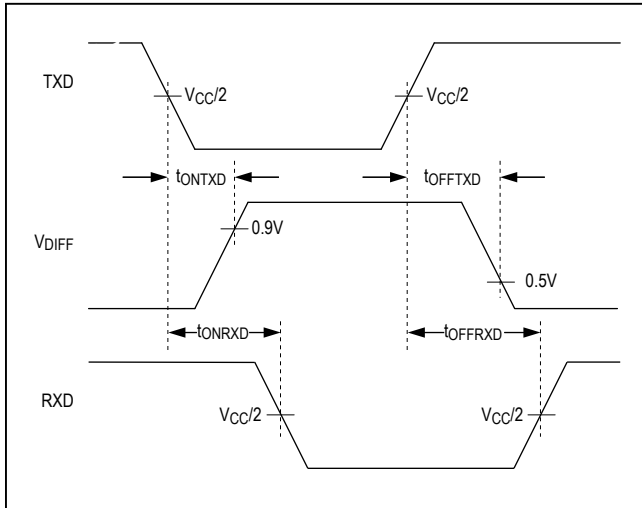 TXD
VCC/2
VCC/2
tONTXD
tOFFTXD
VDIFF
0.9V
0.5V
tONRXD
tOFFRXD
RXD
VCC/2
VCC/2